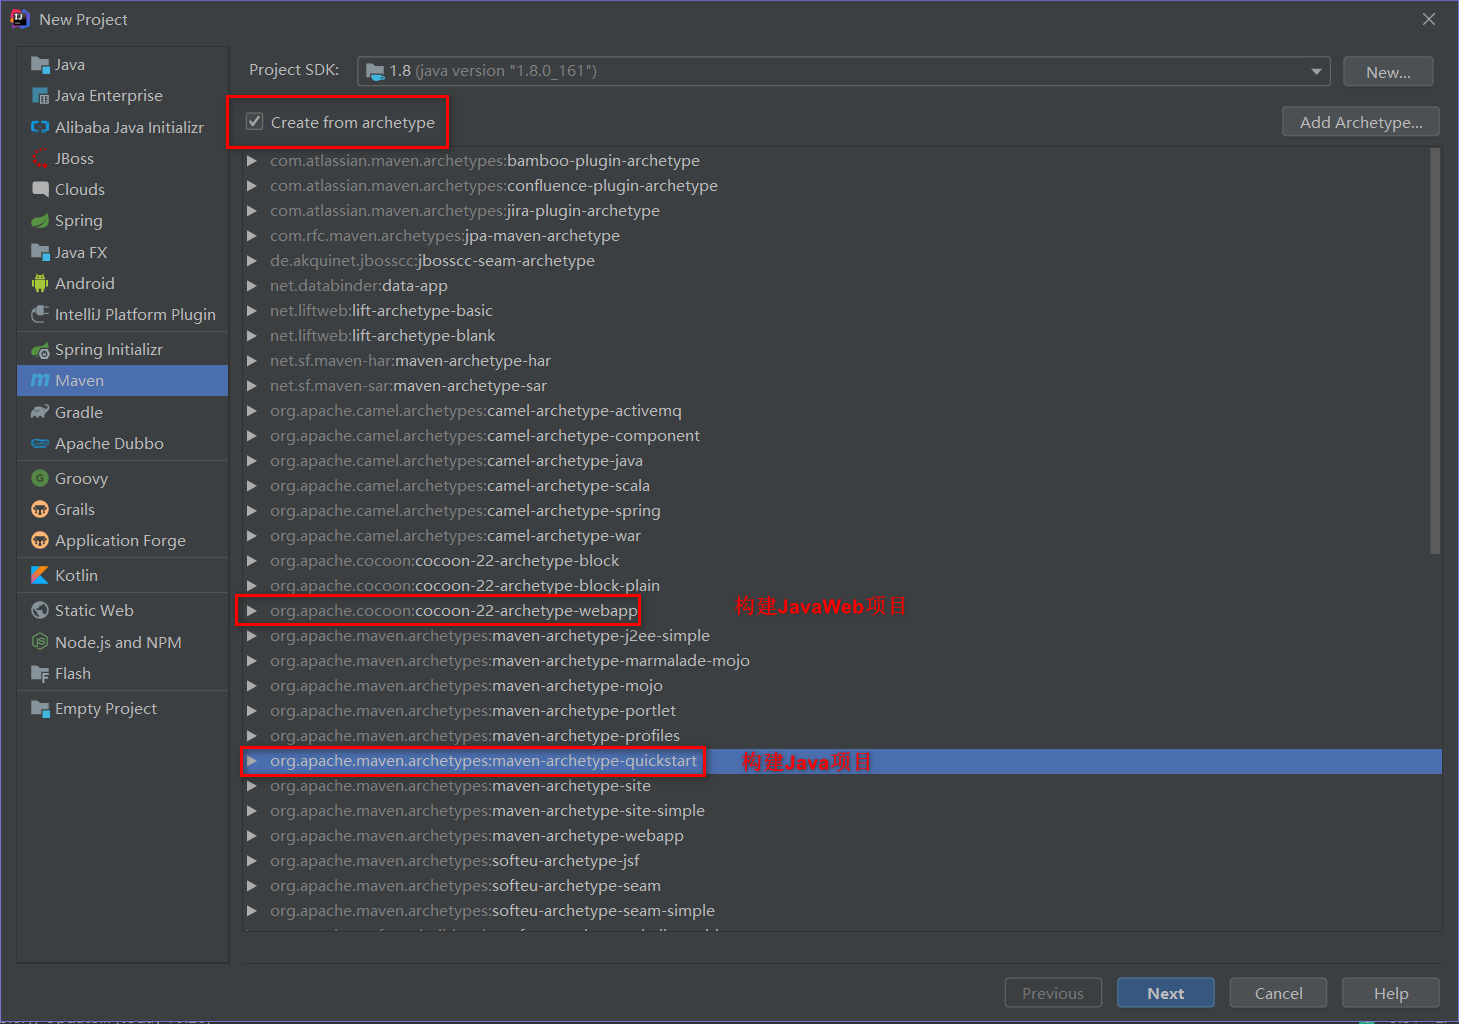 New Project
Java
Java Enterprise
Alibaba Java Initializr
JBoss
Clouds
Spring
Java FX
Android
IntelliJ Platform Plugin
Spring Initializr
Maven
Gradle
Apache Dubbo
Groovy
Grails
Application Forge
Kotlin
Static Web
Node.js and NPM
Flash
Empty Project
Project SDK: 1.8 (java version "1.8.0_161") New...
Create from archetype Add Archetype...
com.atlassian.maven.archetypes:bamboo-plugin-archetype
com.atlassian.maven.archetypes:confluence-plugin-archetype
com.atlassian.maven.archetypes:jira-plugin-archetype
com.rfc.maven.archetypes:jpa-maven-archetype
de.akquinet.jbosscc:jbosscc-seam-archetype
net.databinder:data-app
net.liftweb:lift-archetype-basic
net.liftweb:lift-archetype-blank
net.sf.maven-har:maven-archetype-har
net.sf.maven-sar:maven-archetype-sar
org.apache.camel.archetypes:camel-archetype-activemq
org.apache.camel.archetypes:camel-archetype-component
org.apache.camel.archetypes:camel-archetype-java
org.apache.camel.archetypes:camel-archetype-scala
org.apache.camel.archetypes:camel-archetype-spring
org.apache.camel.archetypes:camel-archetype-war
org.apache.cocoon:cocoon-22-archetype-block
org.apache.cocoon:cocoon-22-archetype-block-plain
org.apache.cocoon:cocoon-22-archetype-webapp 构建JavaWeb项目
org.apache.maven.archetypes:maven-archetype-j2ee-simple
org.apache.maven.archetypes:maven-archetype-marmalade-mojo
org.apache.maven.archetypes:maven-archetype-mojo
org.apache.maven.archetypes:maven-archetype-portlet
org.apache.maven.archetypes:maven-archetype-profiles
org.apache.maven.archetypes:maven-archetype-quickstart 构建Java项目
org.apache.maven.archetypes:maven-archetype-site
org.apache.maven.archetypes:maven-archetype-site-simple
org.apache.maven.archetypes:maven-archetype-webapp
org.apache.maven.archetypes:softeu-archetype-jsf
org.apache.maven.archetypes:softeu-archetype-seam
org.apache.maven.archetypes:softeu-archetype-seam-simple
Previous Next Cancel Help